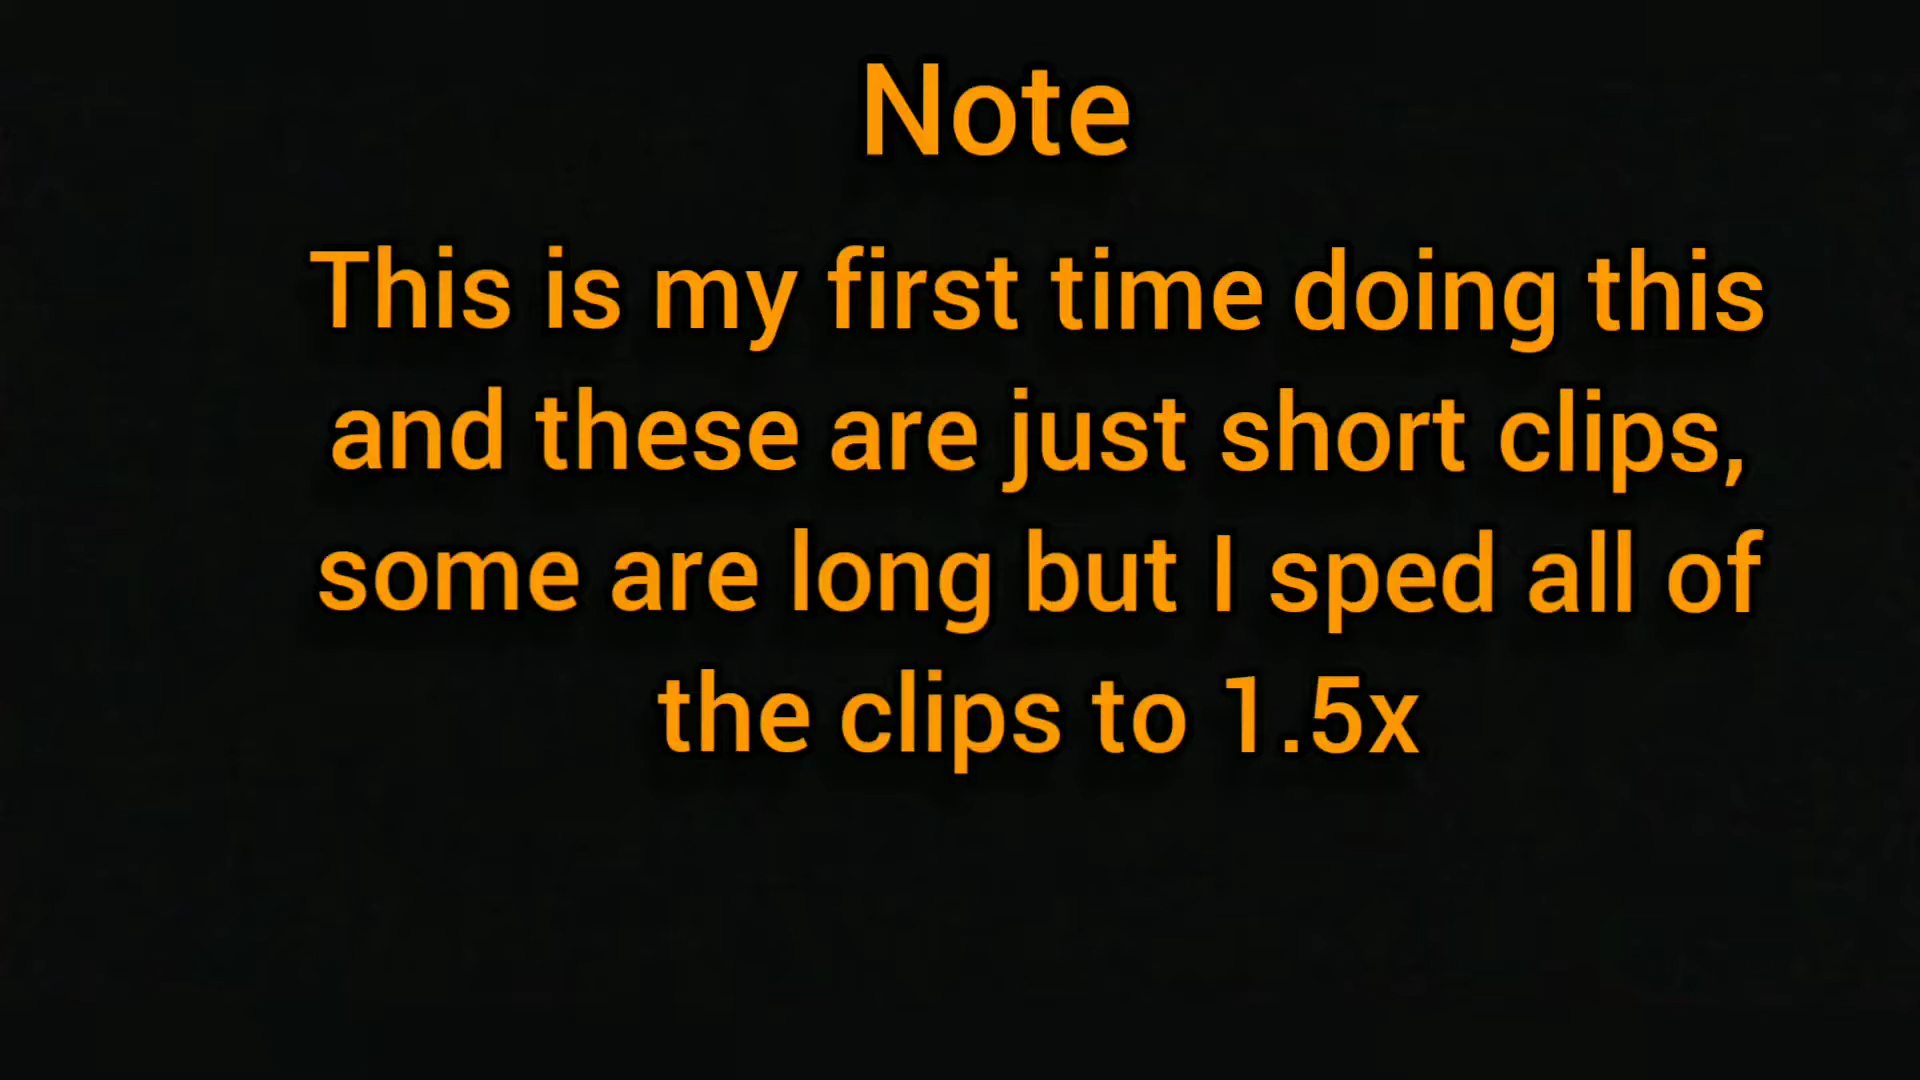 Note
This is my first time doing this
and these are just short clips,
some are long but I sped all of
the clips to 1.5x